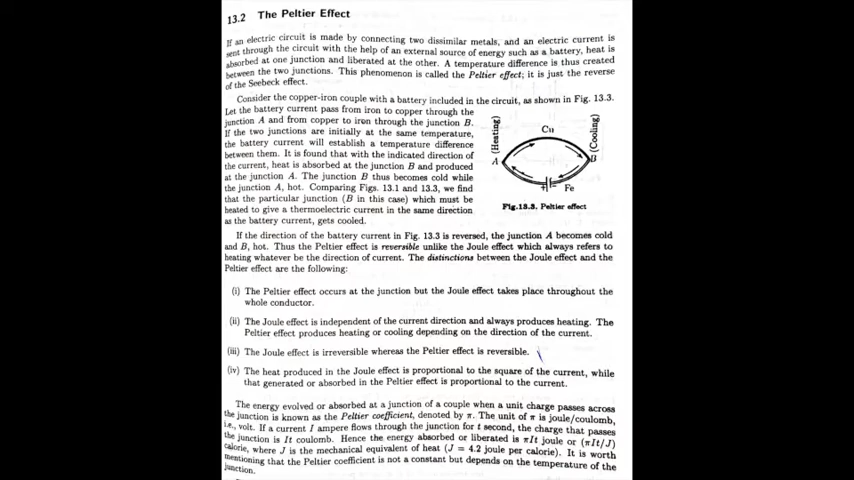 13.2 The Peltier Effect
If an electric circuit is made by connecting two dissimilar metals, and an electric current is
sent through the circuit with the help of an external source of energy such as a battery, heat is
absorbed at one junction and liberated at the other. A temperature difference is thus created
between the two junctions. This phenomenon is called the Peltier effect; it is just the reverse
of the Seebeck effect.
Consider the copper-iron couple with a battery included in the circuit, as shown in Fig. 13.3.
Let the battery current pass from iron to copper through the
junction A and from copper to iron through the junction B.
If the two junctions are initially at the same temperature,
the battery current will establish a temperature difference
between them. It is found that with the indicated direction of
the current, heat is absorbed at the junction B and produced
at the junction A. The junction B thus becomes cold while
the junction A, hot. Comparing Figs. 13.1 and 13.3, we find
that the particular junction (B in this case) which must be
heated to give a thermoelectric current in the same direction
as the battery current, gets cooled.
(Heating)
Cu
(Cooling)
A
B
+
Fe
Fig.13.3. Peltier effect
If the direction of the battery current in Fig. 13.3 is reversed, the junction A becomes cold
and B, hot. Thus the Peltier effect is reversible unlike the Joule effect which always refers to
heating whatever be the direction of current. The distinctions between the Joule effect and the
Peltier effect are the following:
(i) The Peltier effect occurs at the junction but the Joule effect takes place throughout the
whole conductor.
(ii) The Joule effect is independent of the current direction and always produces heating. The
Peltier effect produces heating or cooling depending on the direction of the current.
(iii) The Joule effect is irreversible whereas the Peltier effect is reversible.
(iv) The heat produced in the Joule effect is proportional to the square of the current, while
that generated or absorbed in the Peltier effect is proportional to the current.
The energy evolved or absorbed at a junction of a couple when a unit charge passes across
the junction is known as the Peltier coefficient, denoted by π. The unit of π is joule/coulomb,
i.e., volt. If a current I ampere flows through the junction for t second, the charge that passes
the junction is It coulomb. Hence the energy absorbed or liberated is πIt joule or (πIt/J)
calorie, where J is the mechanical equivalent of heat (J = 4.2 joule per calorie). It is worth
mentioning that the Peltier coefficient is not a constant but depends on the temperature of the
junction.